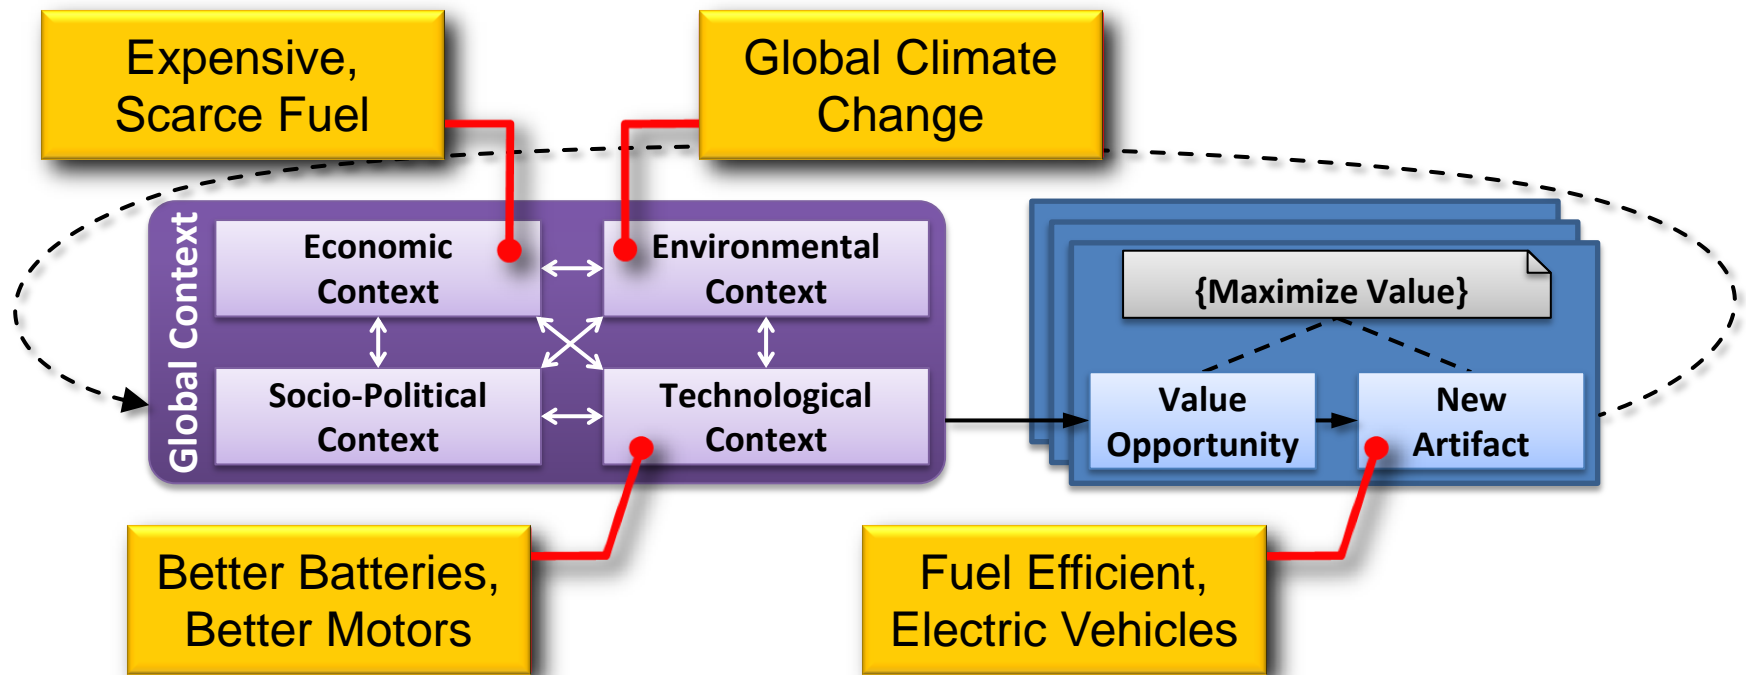 Expensive,
Scarce Fuel
Global Climate
Change
Global Context
Economic
Context
Environmental
Context
Socio-Political
Context
Technological
Context
{Maximize Value}
Value
Opportunity
New
Artifact
Better Batteries,
Better Motors
Fuel Efficient,
Electric Vehicles